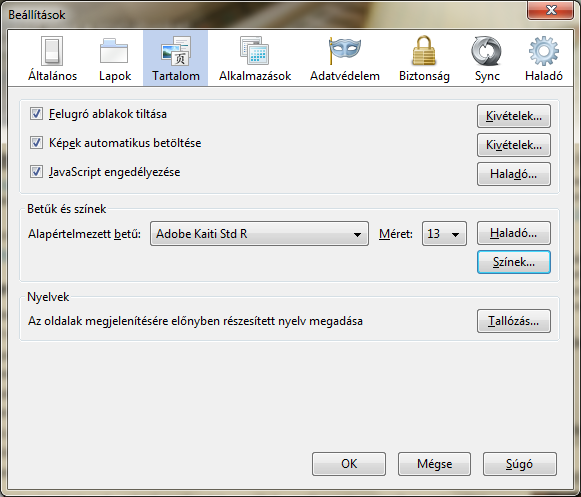 Beállítások
Általános Lapok Tartalom Alkalmazások Adatvédelem Biztonság Sync Haladó
Felugró ablakok tiltása Kivételek...
Képek automatikus betöltése Kivételek...
JavaScript engedélyezése Haladó...
Betűk és színek
Alapértelmezett betű: Adobe Kaiti Std R Méret: 13 Haladó...
Színek...
Nyelvek
Az oldalak megjelenítésére előnyben részesített nyelv megadása Tallózás...
OK Mégse Súgó